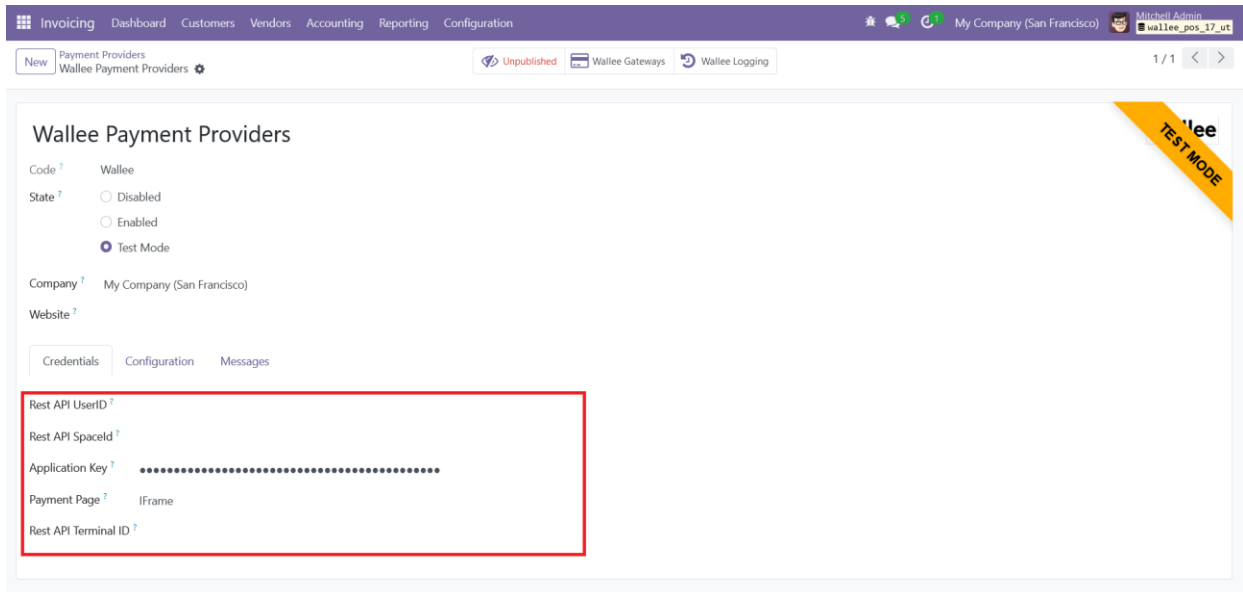 Invoicing Dashboard Customers Vendors Accounting Reporting Configuration 5 1 My Company (San Francisco) Mitchell Admin
wallee_pos_17_ut
New Payment Providers Unpublished Wallee Gateways Wallee Logging 1 / 1
Wallee Payment Providers
Wallee Payment Providers
lee
TEST MODE
Code ? Wallee
State ? Disabled
Enabled
Test Mode
Company ? My Company (San Francisco)
Website ?
Credentials Configuration Messages
Rest API UserID ?
Rest API SpaceId ?
Application Key ? ••••••••••••••••••••••••••••••••••••••••••••
Payment Page ? IFrame
Rest API Terminal ID ?